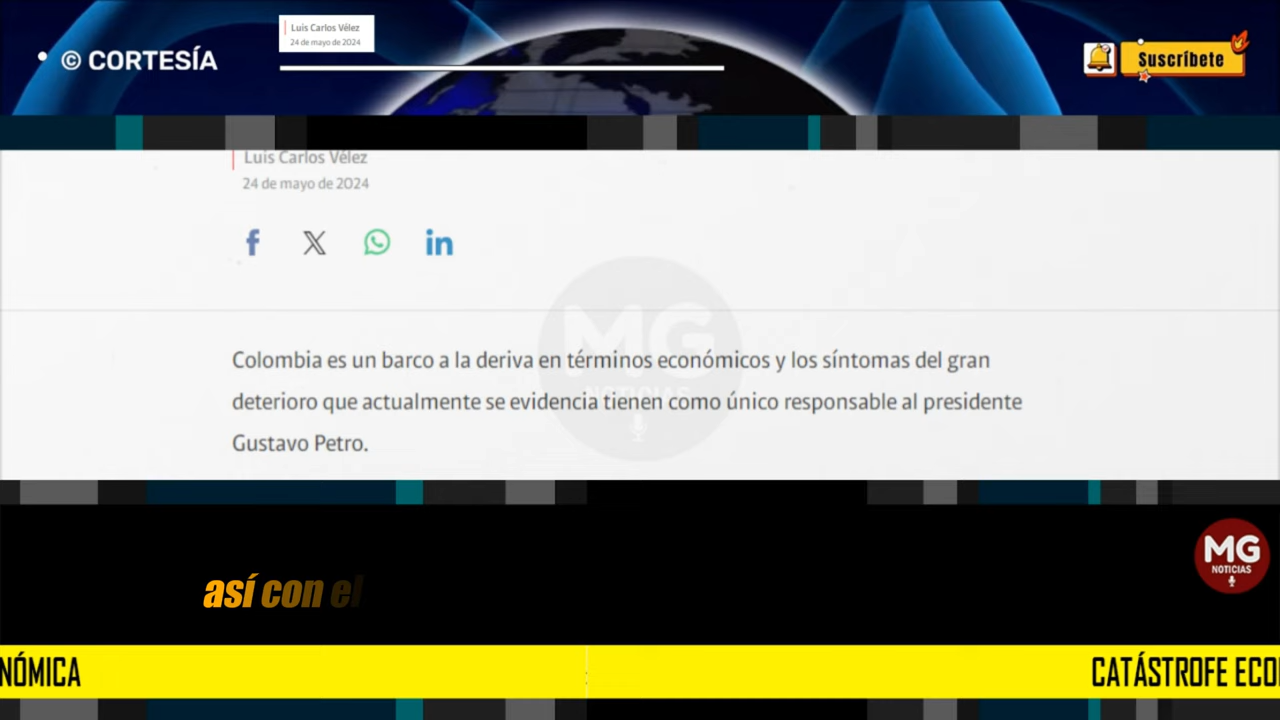 Luis Carlos Vélez
24 de mayo de 2024
© CORTESÍA
Suscríbete
Luis Carlos Vélez
24 de mayo de 2024
MG
NOTICIAS
Colombia es un barco a la deriva en términos económicos y los síntomas del gran
deterioro que actualmente se evidencia tienen como único responsable al presidente
Gustavo Petro.
MG
NOTICIAS
así con el
NÓMICA
CATÁSTROFE ECO